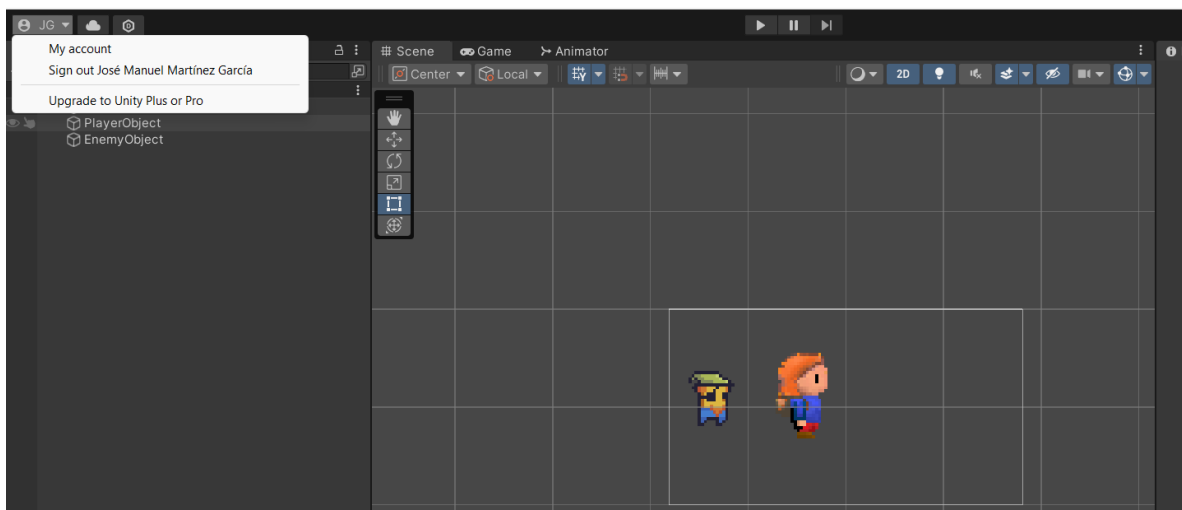 JG
My account
Sign out José Manuel Martínez García
Upgrade to Unity Plus or Pro
PlayerObject
EnemyObject
# Scene Game Animator
Center Local 2D